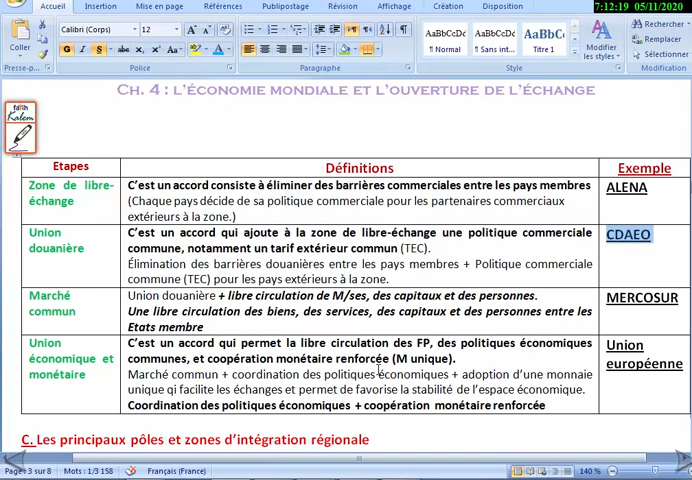 7:12:19 05/11/2020
Accueil Insertion Mise en page Références Publipostage Révision Affichage Création Disposition
Coller
Calibri (Corps) 12
G I S abc
Rechercher
Remplacer
Sélectionner
AaBbCcDc AaBbCcDc AaBbC
¶ Normal ¶ Sans int... Titre 1
Modifier les styles
Presse-p... Police Paragraphe Style Modification
Ch. 4 : l’économie mondiale et l’ouverture de l’échange
fatih
Kalem
Etapes Définitions Exemple
Zone de libre-échange
C’est un accord consiste à éliminer des barrières commerciales entre les pays membres
(Chaque pays décide de sa politique commerciale pour les partenaires commerciaux
extérieurs à la zone.)
ALENA
Union
douanière
C’est un accord qui ajoute à la zone de libre-échange une politique commerciale
commune, notamment un tarif extérieur commun (TEC).
Élimination des barrières douanières entre les pays membres + Politique commerciale
commune (TEC) pour les pays extérieurs à la zone.
CDAEO
Marché
commun
Union douanière + libre circulation de M/ses, des capitaux et des personnes.
Une libre circulation des biens, des services, des capitaux et des personnes entre les
Etats membre
MERCOSUR
Union
économique et
monétaire
C’est un accord qui permet la libre circulation des FP, des politiques économiques
communes, et coopération monétaire renforcée (M unique).
Marché commun + coordination des politiques économiques + adoption d’une monnaie
unique qi facilite les échanges et permet de favorise la stabilité de l’espace économique.
Coordination des politiques économiques + coopération monétaire renforcée
Union
européenne
C. Les principaux pôles et zones d’intégration régionale
Page : 3 sur 8 Mots : 1/3 158 Français (France) 140 %